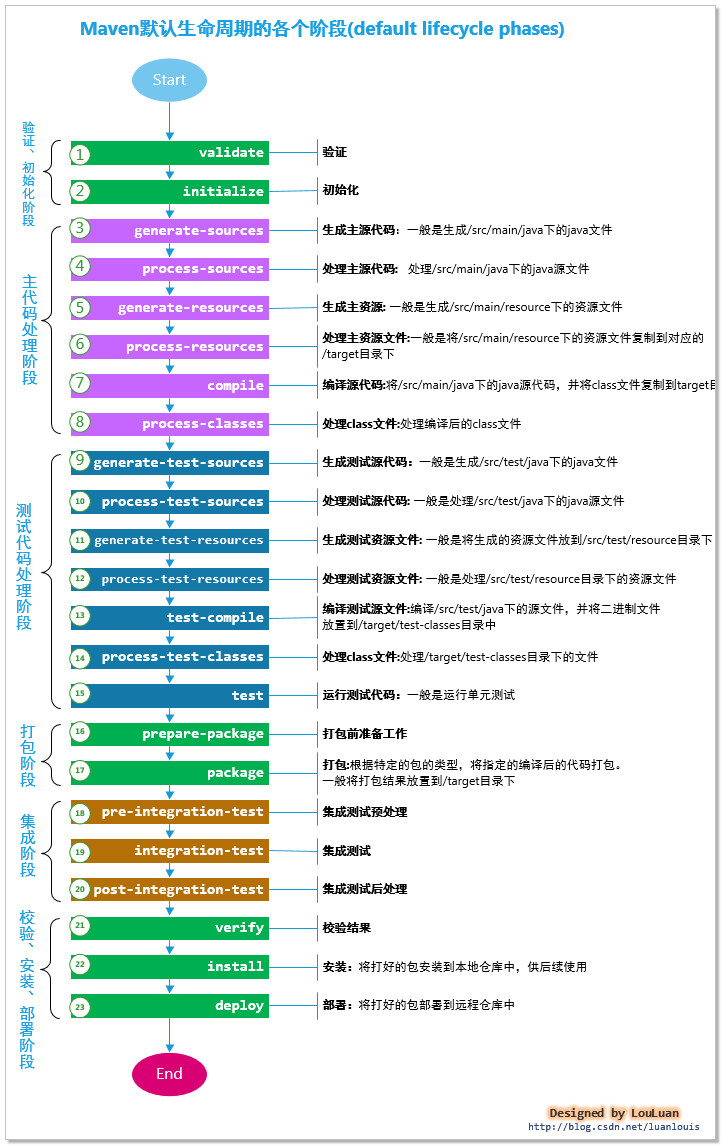 Maven默认生命周期的各个阶段(default lifecycle phases)
Start
验证、初始化阶段
1 validate 验证
2 initialize 初始化
主代码处理阶段
3 generate-sources 生成主源代码：一般是生成/src/main/java下的java文件
4 process-sources 处理主源代码: 处理/src/main/java下的java源文件
5 generate-resources 生成主资源: 一般是生成/src/main/resource下的资源文件
6 process-resources 处理主资源文件:一般是将/src/main/resource下的资源文件复制到对应的
/target目录下
7 compile 编译源代码:将/src/main/java下的java源代码，并将class文件复制到target目
8 process-classes 处理class文件:处理编译后的class文件
测试代码处理阶段
9 generate-test-sources 生成测试源代码：一般是生成/src/test/java下的java文件
10 process-test-sources 处理测试源代码: 一般是处理/src/test/java下的java源文件
11 generate-test-resources 生成测试资源文件: 一般是将生成的资源文件放到/src/test/resource目录下
12 process-test-resources 处理测试资源文件: 一般是处理/src/test/resource目录下的资源文件
13 test-compile 编译测试源文件:编译/src/test/java下的源文件，并将二进制文件
放置到/target/test-classes目录中
14 process-test-classes 处理class文件:处理/target/test-classes目录下的文件
15 test 运行测试代码：一般是运行单元测试
打包阶段
16 prepare-package 打包前准备工作
17 package 打包:根据特定的包的类型，将指定的编译后的代码打包。
一般将打包结果放置到/target目录下
集成阶段
18 pre-integration-test 集成测试预处理
19 integration-test 集成测试
20 post-integration-test 集成测试后处理
校验、安装、部署阶段
21 verify 校验结果
22 install 安装：将打好的包安装到本地仓库中，供后续使用
23 deploy 部署：将打好的包部署到远程仓库中
End
Designed by LouLuan
http://blog.csdn.net/luanlouis